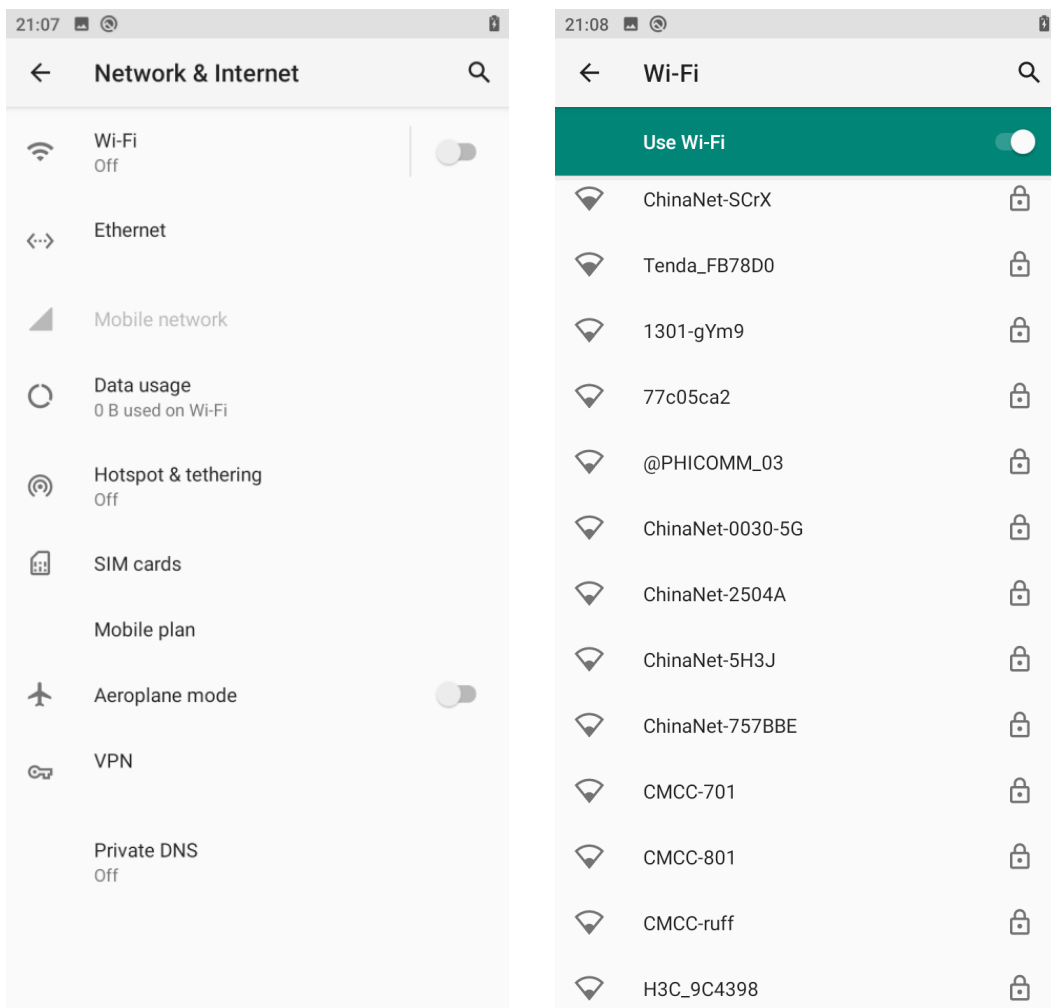 21:07
Network & Internet
Wi-Fi
Off
Ethernet
Mobile network
Data usage
0 B used on Wi-Fi
Hotspot & tethering
Off
SIM cards
Mobile plan
Aeroplane mode
VPN
Private DNS
Off
21:08
Wi-Fi
Use Wi-Fi
ChinaNet-SCrX
Tenda_FB78D0
1301-gYm9
77c05ca2
@PHICOMM_03
ChinaNet-0030-5G
ChinaNet-2504A
ChinaNet-5H3J
ChinaNet-757BBE
CMCC-701
CMCC-801
CMCC-ruff
H3C_9C4398